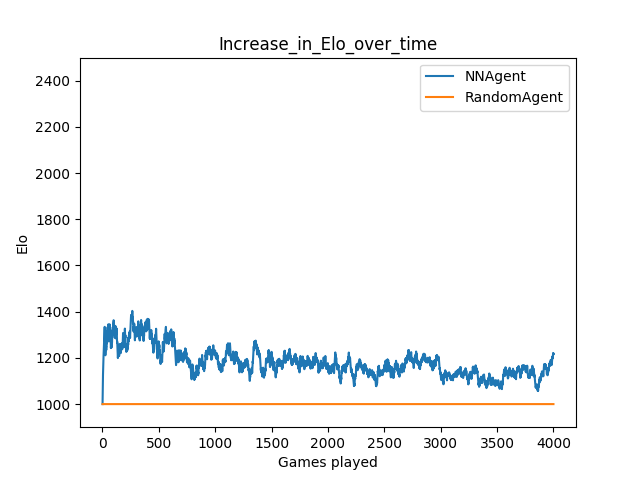 Increase_in_Elo_over_time
NNAgent
RandomAgent
2400
2200
2000
1800
1600
1400
1200
1000
Elo
0 500 1000 1500 2000 2500 3000 3500 4000
Games played